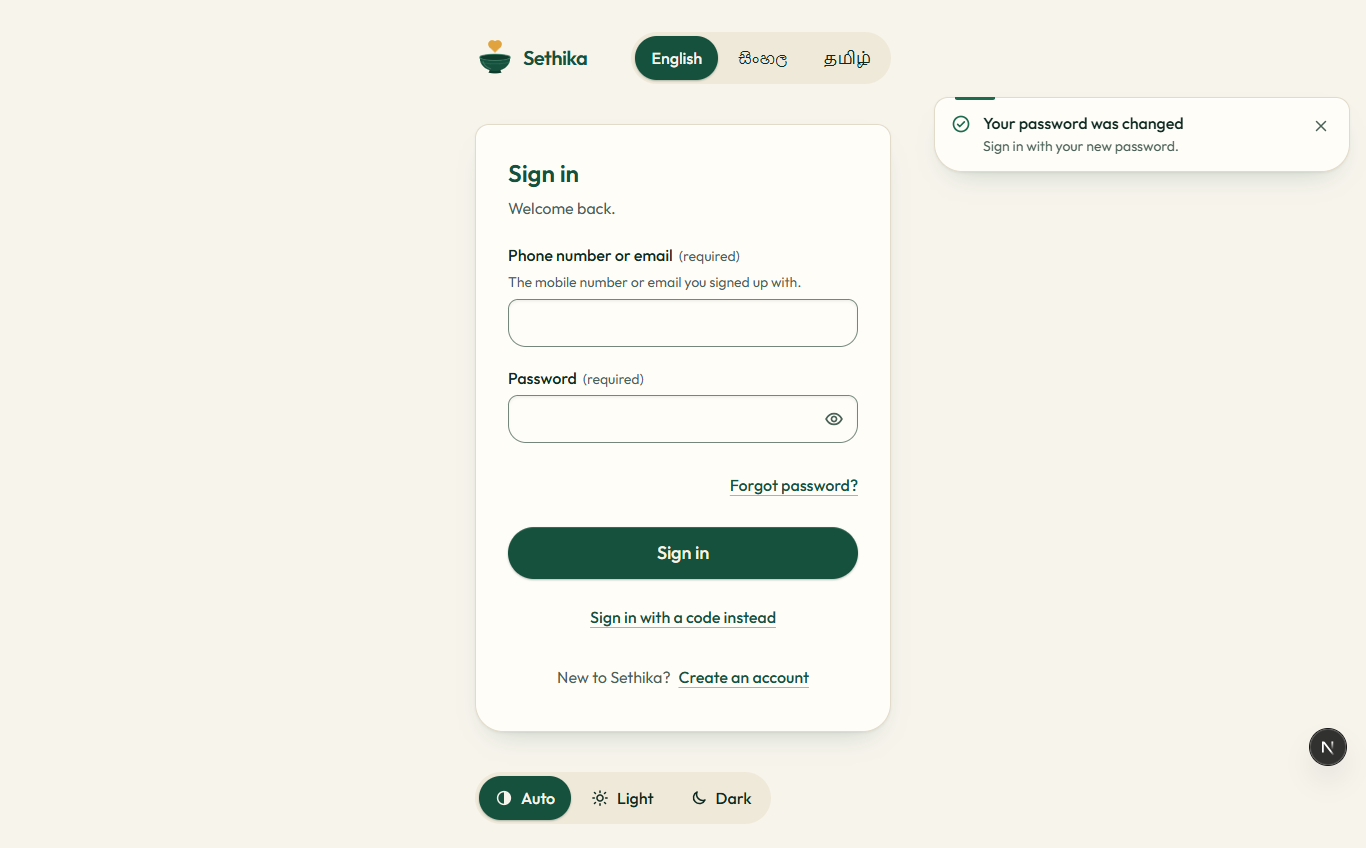 Sethika
English
සිංහල
தமிழ்
Your password was changed
Sign in with your new password.
Sign in
Welcome back.
Phone number or email (required)
The mobile number or email you signed up with.
Password (required)
Forgot password?
Sign in
Sign in with a code instead
New to Sethika? Create an account
N
Auto
Light
Dark